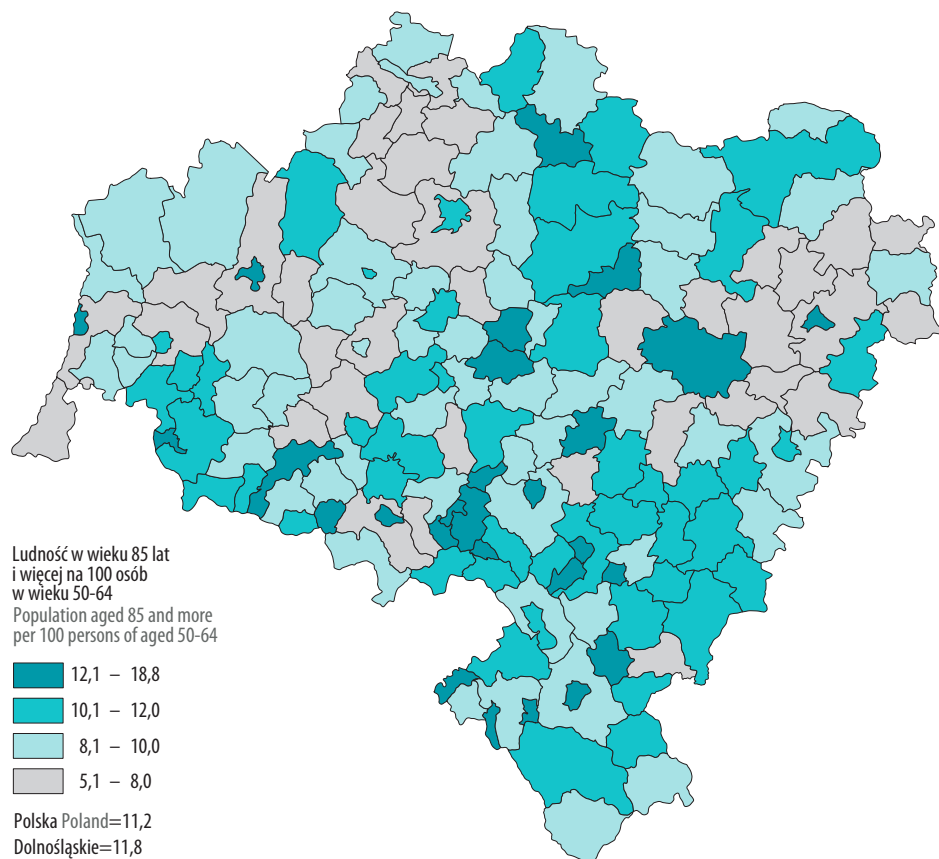 Ludność w wieku 85 lat
i więcej na 100 osób
w wieku 50-64
Population aged 85 and more
per 100 persons of aged 50-64
12,1 – 18,8
10,1 – 12,0
8,1 – 10,0
5,1 – 8,0
Polska Poland=11,2
Dolnośląskie=11,8